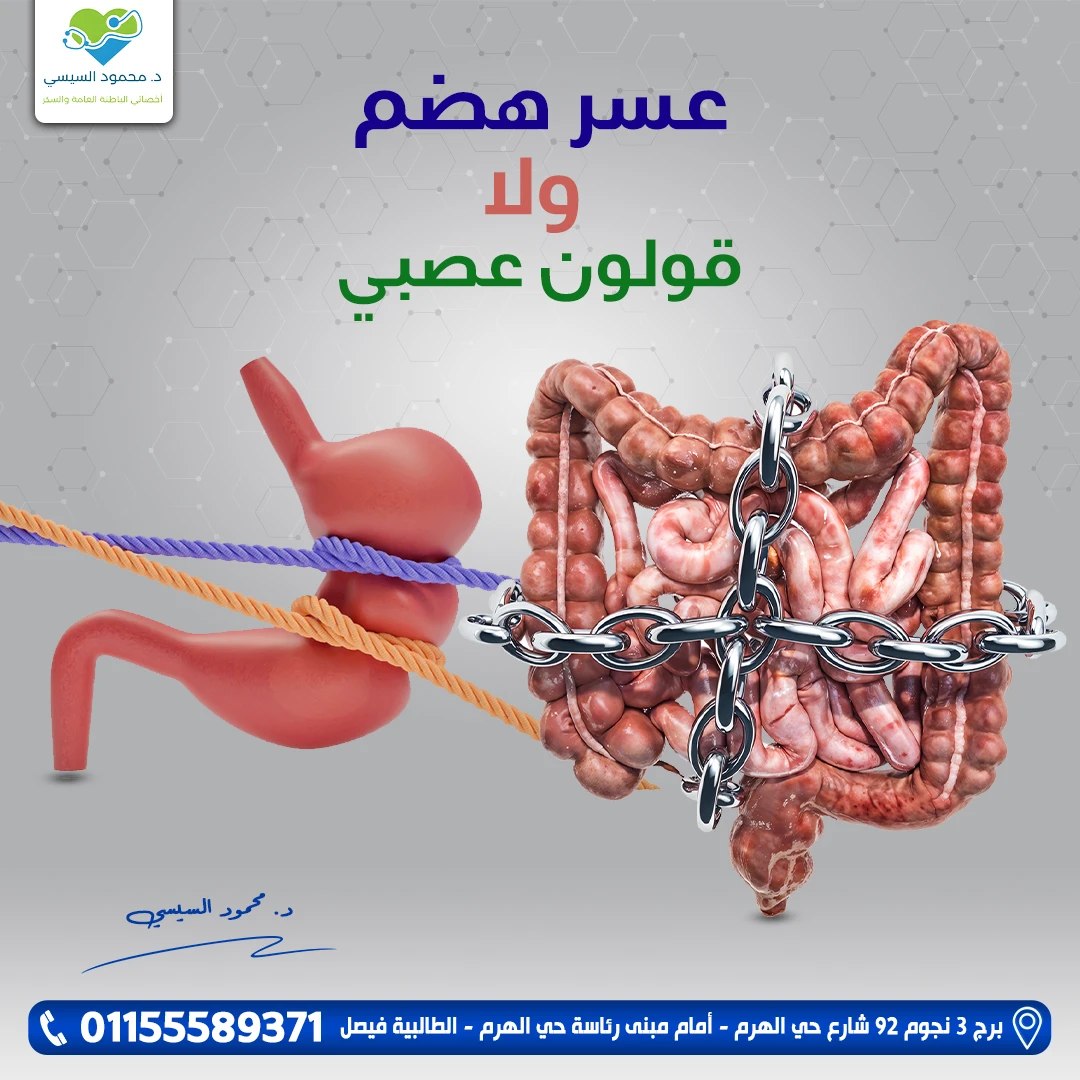 د. محمود السيسي
أخصائي الباطنة العامة والسكر
عسر هضم
ولا
قولون عصبي
د. محمود السيسي
برج 3 نجوم 92 شارع حي الهرم - أمام مبنى رئاسة حي الهرم - الطالبية فيصل
01155589371